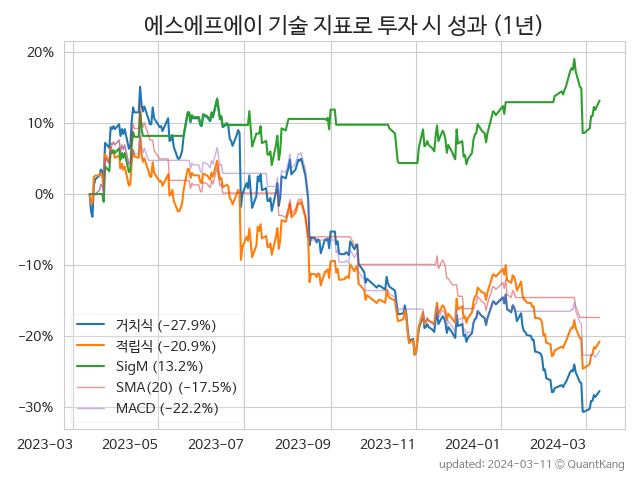 에스에프에이 기술 지표로 투자 시 성과 (1년)
20%
10%
0%
−10%
−20%
−30%
거치식 (−27.9%)
적립식 (−20.9%)
SigM (13.2%)
SMA(20) (−17.5%)
MACD (−22.2%)
2023−03
2023−05
2023−07
2023−09
2023−11
2024−01
2024−03
updated: 2024−03−11 © QuantKang